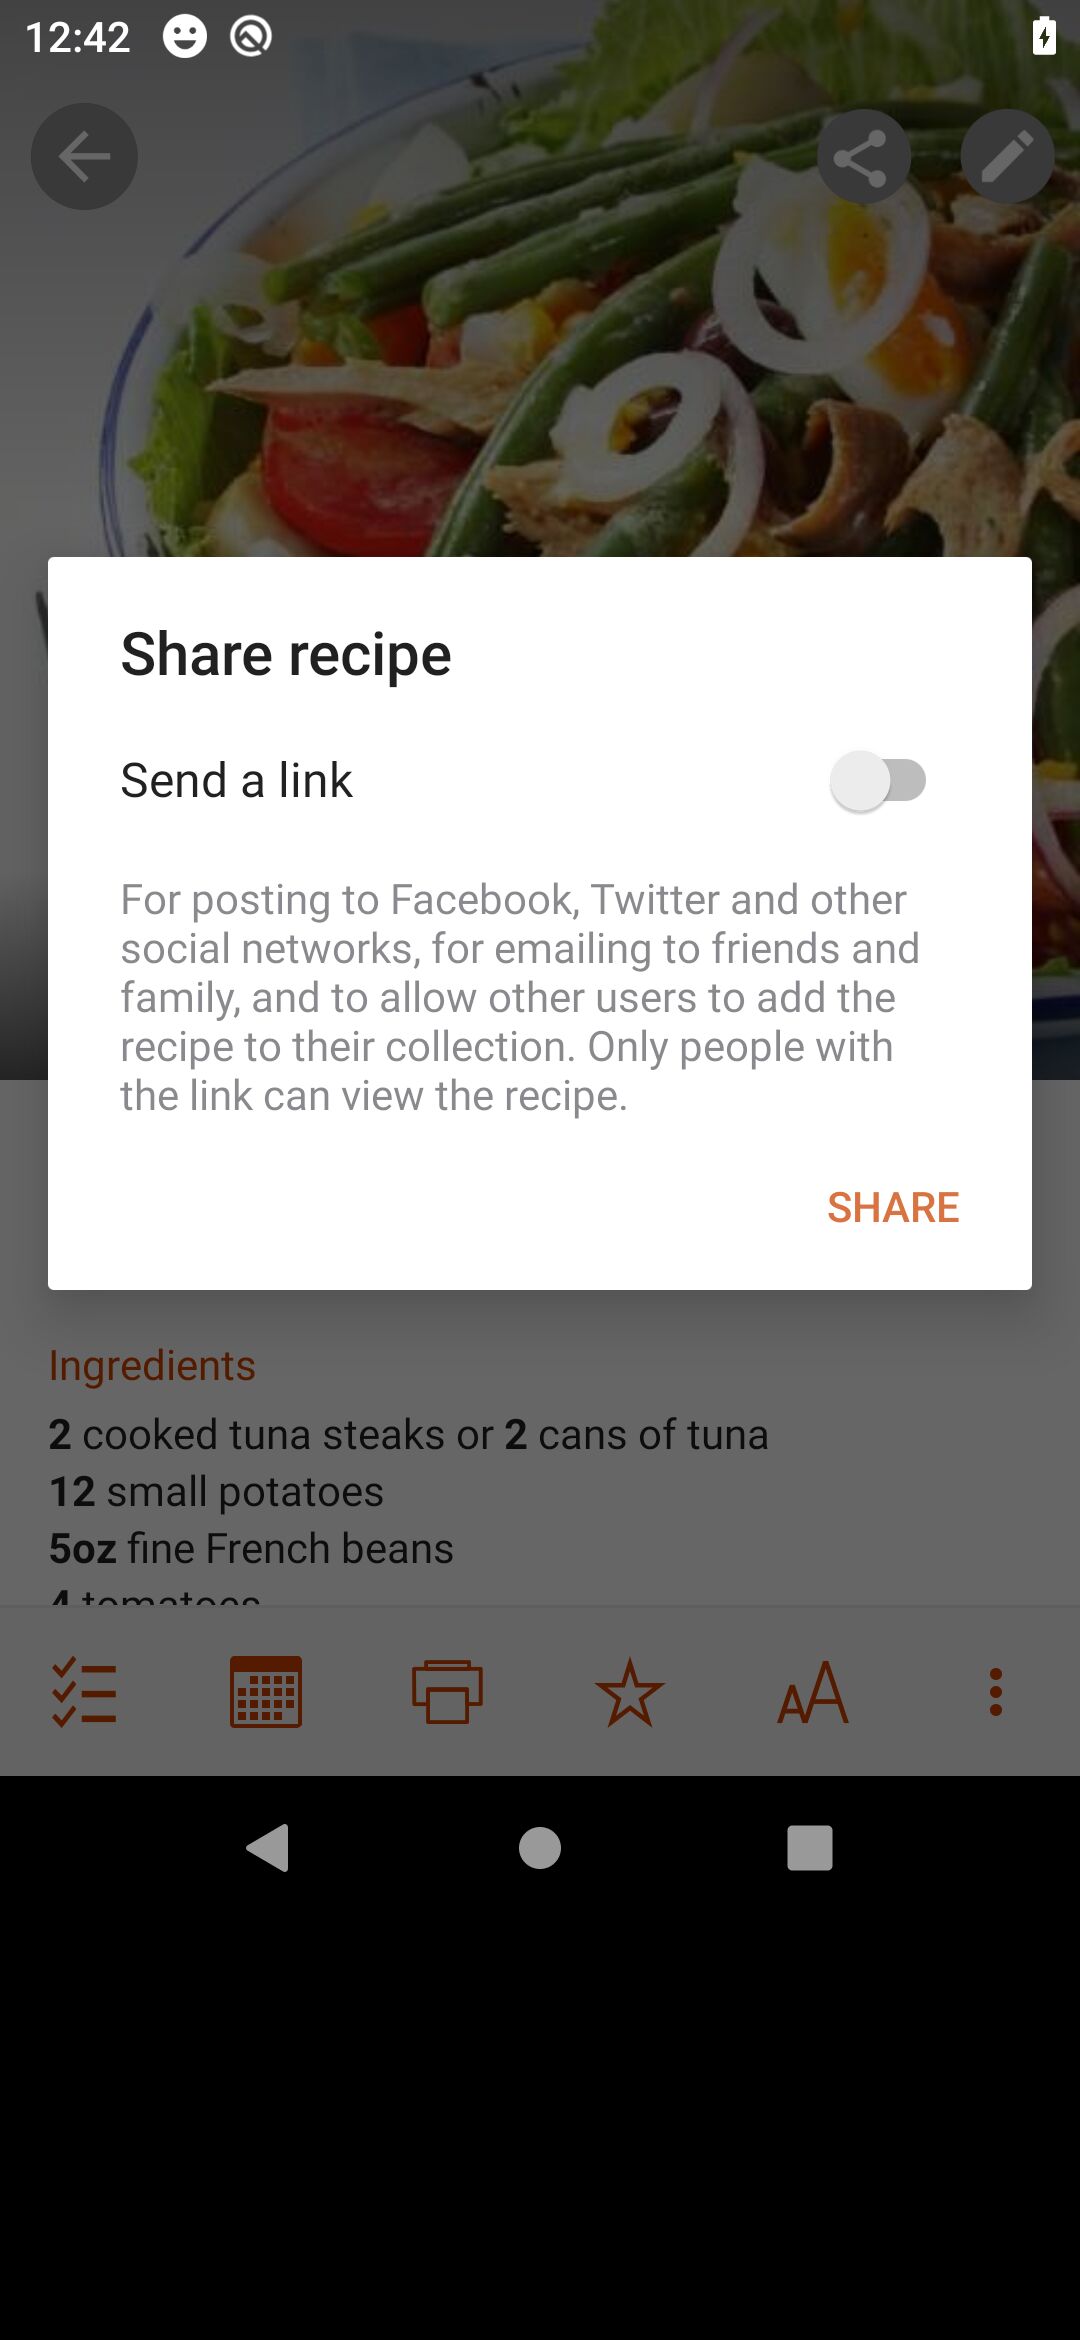 12:42
Share recipe
Send a link
For posting to Facebook, Twitter and other
social networks, for emailing to friends and
family, and to allow other users to add the
recipe to their collection. Only people with
the link can view the recipe.
SHARE
Ingredients
2 cooked tuna steaks or 2 cans of tuna
12 small potatoes
5oz fine French beans
4 tomatoes